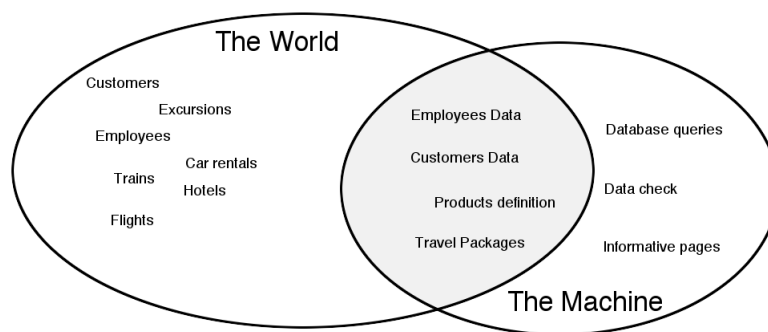 The World
Customers
Excursions
Employees
Car rentals
Trains
Hotels
Flights
Employees Data
Customers Data
Products definition
Travel Packages
Database queries
Data check
Informative pages
The Machine